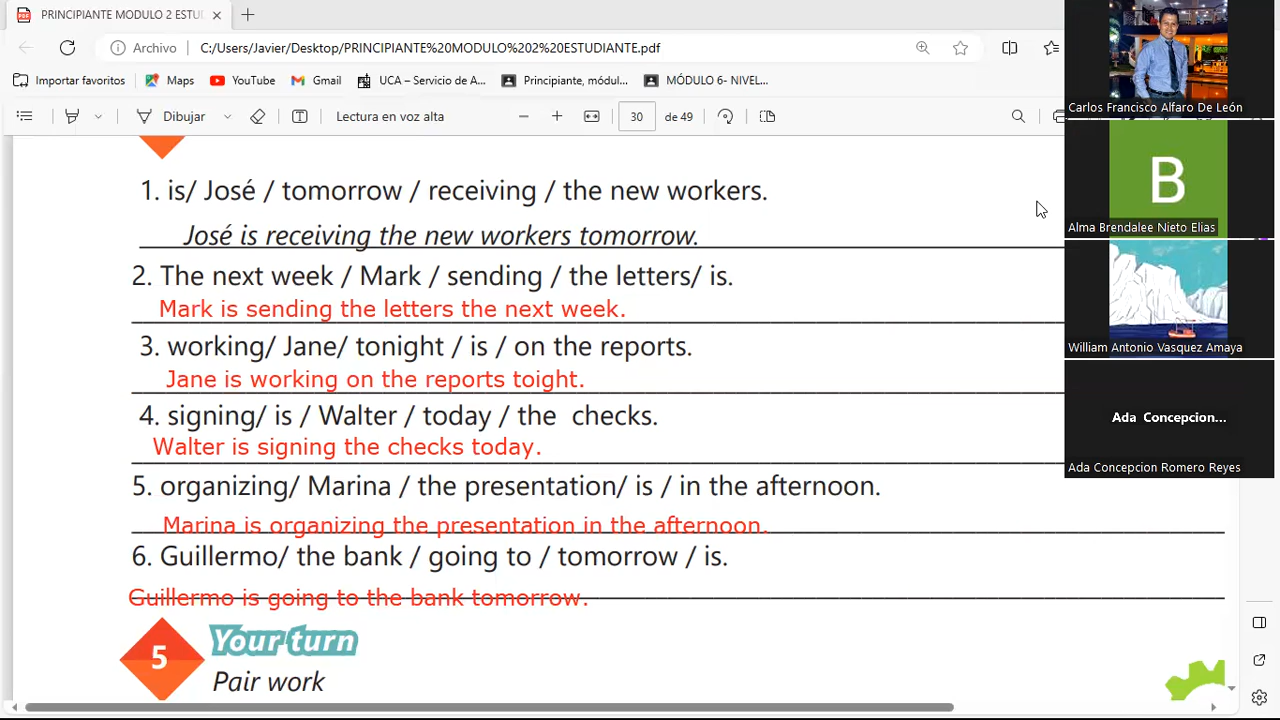 PRINCIPIANTE MODULO 2 ESTU
Archivo C:/Users/Javier/Desktop/PRINCIPIANTE%20MODULO%202%20ESTUDIANTE.pdf
Importar favoritos Maps YouTube Gmail UCA – Servicio de A... Principiante, módul... MÓDULO 6- NIVEL...
Dibujar Lectura en voz alta 30 de 49
1. is/ José / tomorrow / receiving / the new workers.
José is receiving the new workers tomorrow.
2. The next week / Mark / sending / the letters/ is.
Mark is sending the letters the next week.
3. working/ Jane/ tonight / is / on the reports.
Jane is working on the reports toight.
4. signing/ is / Walter / today / the checks.
Walter is signing the checks today.
5. organizing/ Marina / the presentation/ is / in the afternoon.
Marina is organizing the presentation in the afternoon.
6. Guillermo/ the bank / going to / tomorrow / is.
Guillermo is going to the bank tomorrow.
5 Your turn
Pair work
Carlos Francisco Alfaro De León
B
Alma Brendalee Nieto Elias
William Antonio Vasquez Amaya
Ada Concepcion...
Ada Concepcion Romero Reyes